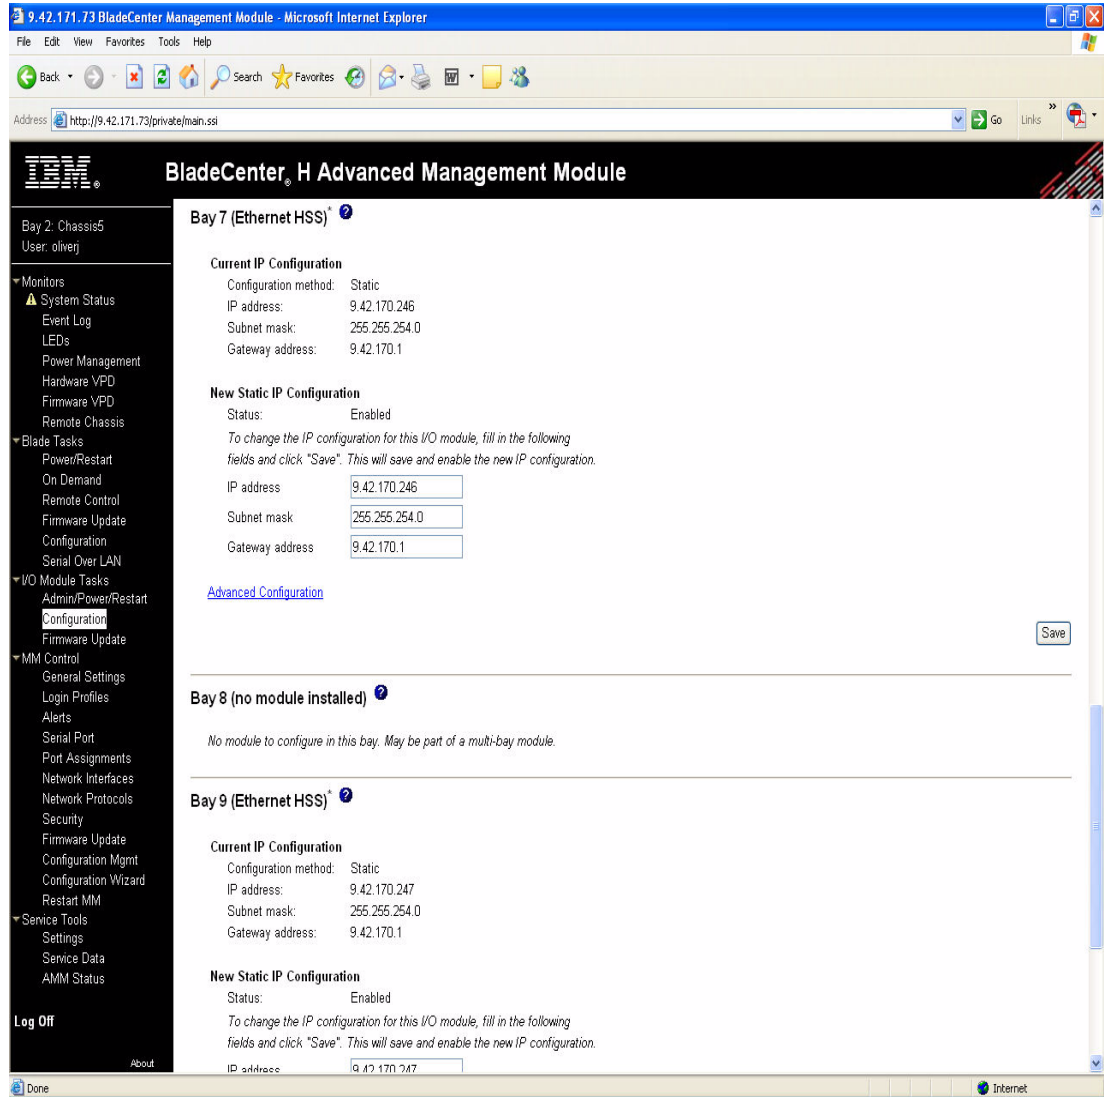 9.42.171.73 BladeCenter Management Module - Microsoft Internet Explorer
File Edit View Favorites Tools Help
Back Search Favorites
Address http://9.42.171.73/private/main.ssi Go Links »
IBM® BladeCenter® H Advanced Management Module
Bay 2: Chassis5
User: oliverj
Monitors
System Status
Event Log
LEDs
Power Management
Hardware VPD
Firmware VPD
Remote Chassis
Blade Tasks
Power/Restart
On Demand
Remote Control
Firmware Update
Configuration
Serial Over LAN
I/O Module Tasks
Admin/Power/Restart
Configuration
Firmware Update
MM Control
General Settings
Login Profiles
Alerts
Serial Port
Port Assignments
Network Interfaces
Network Protocols
Security
Firmware Update
Configuration Mgmt
Configuration Wizard
Restart MM
Service Tools
Settings
Service Data
AMM Status
Log Off
About
Bay 7 (Ethernet HSS)* ?
Current IP Configuration
Configuration method: Static
IP address: 9.42.170.246
Subnet mask: 255.255.254.0
Gateway address: 9.42.170.1
New Static IP Configuration
Status: Enabled
To change the IP configuration for this I/O module, fill in the following
fields and click "Save". This will save and enable the new IP configuration.
IP address 9.42.170.246
Subnet mask 255.255.254.0
Gateway address 9.42.170.1
Advanced Configuration
Save
Bay 8 (no module installed) ?
No module to configure in this bay. May be part of a multi-bay module.
Bay 9 (Ethernet HSS)* ?
Current IP Configuration
Configuration method: Static
IP address: 9.42.170.247
Subnet mask: 255.255.254.0
Gateway address: 9.42.170.1
New Static IP Configuration
Status: Enabled
To change the IP configuration for this I/O module, fill in the following
fields and click "Save". This will save and enable the new IP configuration.
IP address 9.42.170.247
Done Internet